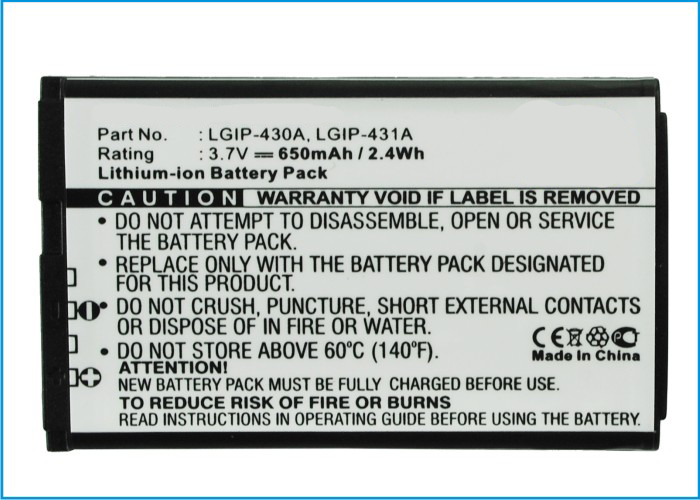 Part No. : LGIP-430A, LGIP-431A
Rating : 3.7V 650mAh / 2.4Wh
Lithium-ion Battery Pack
CAUTION WARRANTY VOID IF LABEL IS REMOVED
• DO NOT ATTEMPT TO DISASSEMBLE, OPEN OR SERVICE
THE BATTERY PACK.
• REPLACE ONLY WITH THE BATTERY PACK DESIGNATED
FOR THIS PRODUCT.
• DO NOT CRUSH, PUNCTURE, SHORT EXTERNAL CONTACTS
OR DISPOSE OF IN FIRE OR WATER.
• DO NOT STORE ABOVE 60°C (140°F).
CE
Made In China
ATTENTION!
NEW BATTERY PACK MUST BE FULLY CHARGED BEFORE USE.
TO REDUCE RISK OF FIRE OR BURNS
READ INSTRUCTIONS IN OPERATING GUIDE BEFORE USING THE BATTERY.